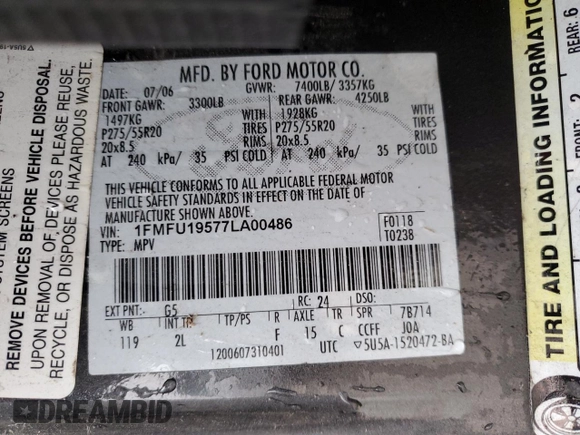 MFD. BY FORD MOTOR CO.
DATE: 07/06 GVWR: 7400LB/ 3357KG
FRONT GAWR: 3300LB REAR GAWR: 4250LB
1497KG WITH 1928KG WITH
P275/55R20 TIRES P275/55R20 TIRES
20x8.5 RIMS 20x8.5 RIMS
AT 240 kPa/ 35 PSI COLD AT 240 kPa/ 35 PSI COLD
THIS VEHICLE CONFORMS TO ALL APPLICABLE FEDERAL MOTOR
VEHICLE SAFETY STANDARDS IN EFFECT ON THE DATE OF
MANUFACTURE SHOWN ABOVE.
VIN: 1FMFU19577LA00486 F0118
TYPE: MPV T0238
EXT PNT: G5 RC: 24 DSO:
WB INT TR TP/PS R AXLE TR SPR 7B714
119 2L F 15 C CCFF J0A
1200607310401 UTC ▽5U5A-1520472-BA
REMOVE DEVICES BEFORE VEHICLE DISPOSAL.
UPON REMOVAL OF DEVICES PLEASE REUSE,
RECYCLE, OR DISPOSE AS HAZARDOUS WASTE.
TIRE AND LOADING INFORMATION
REAR: 6
2
DREAMBID